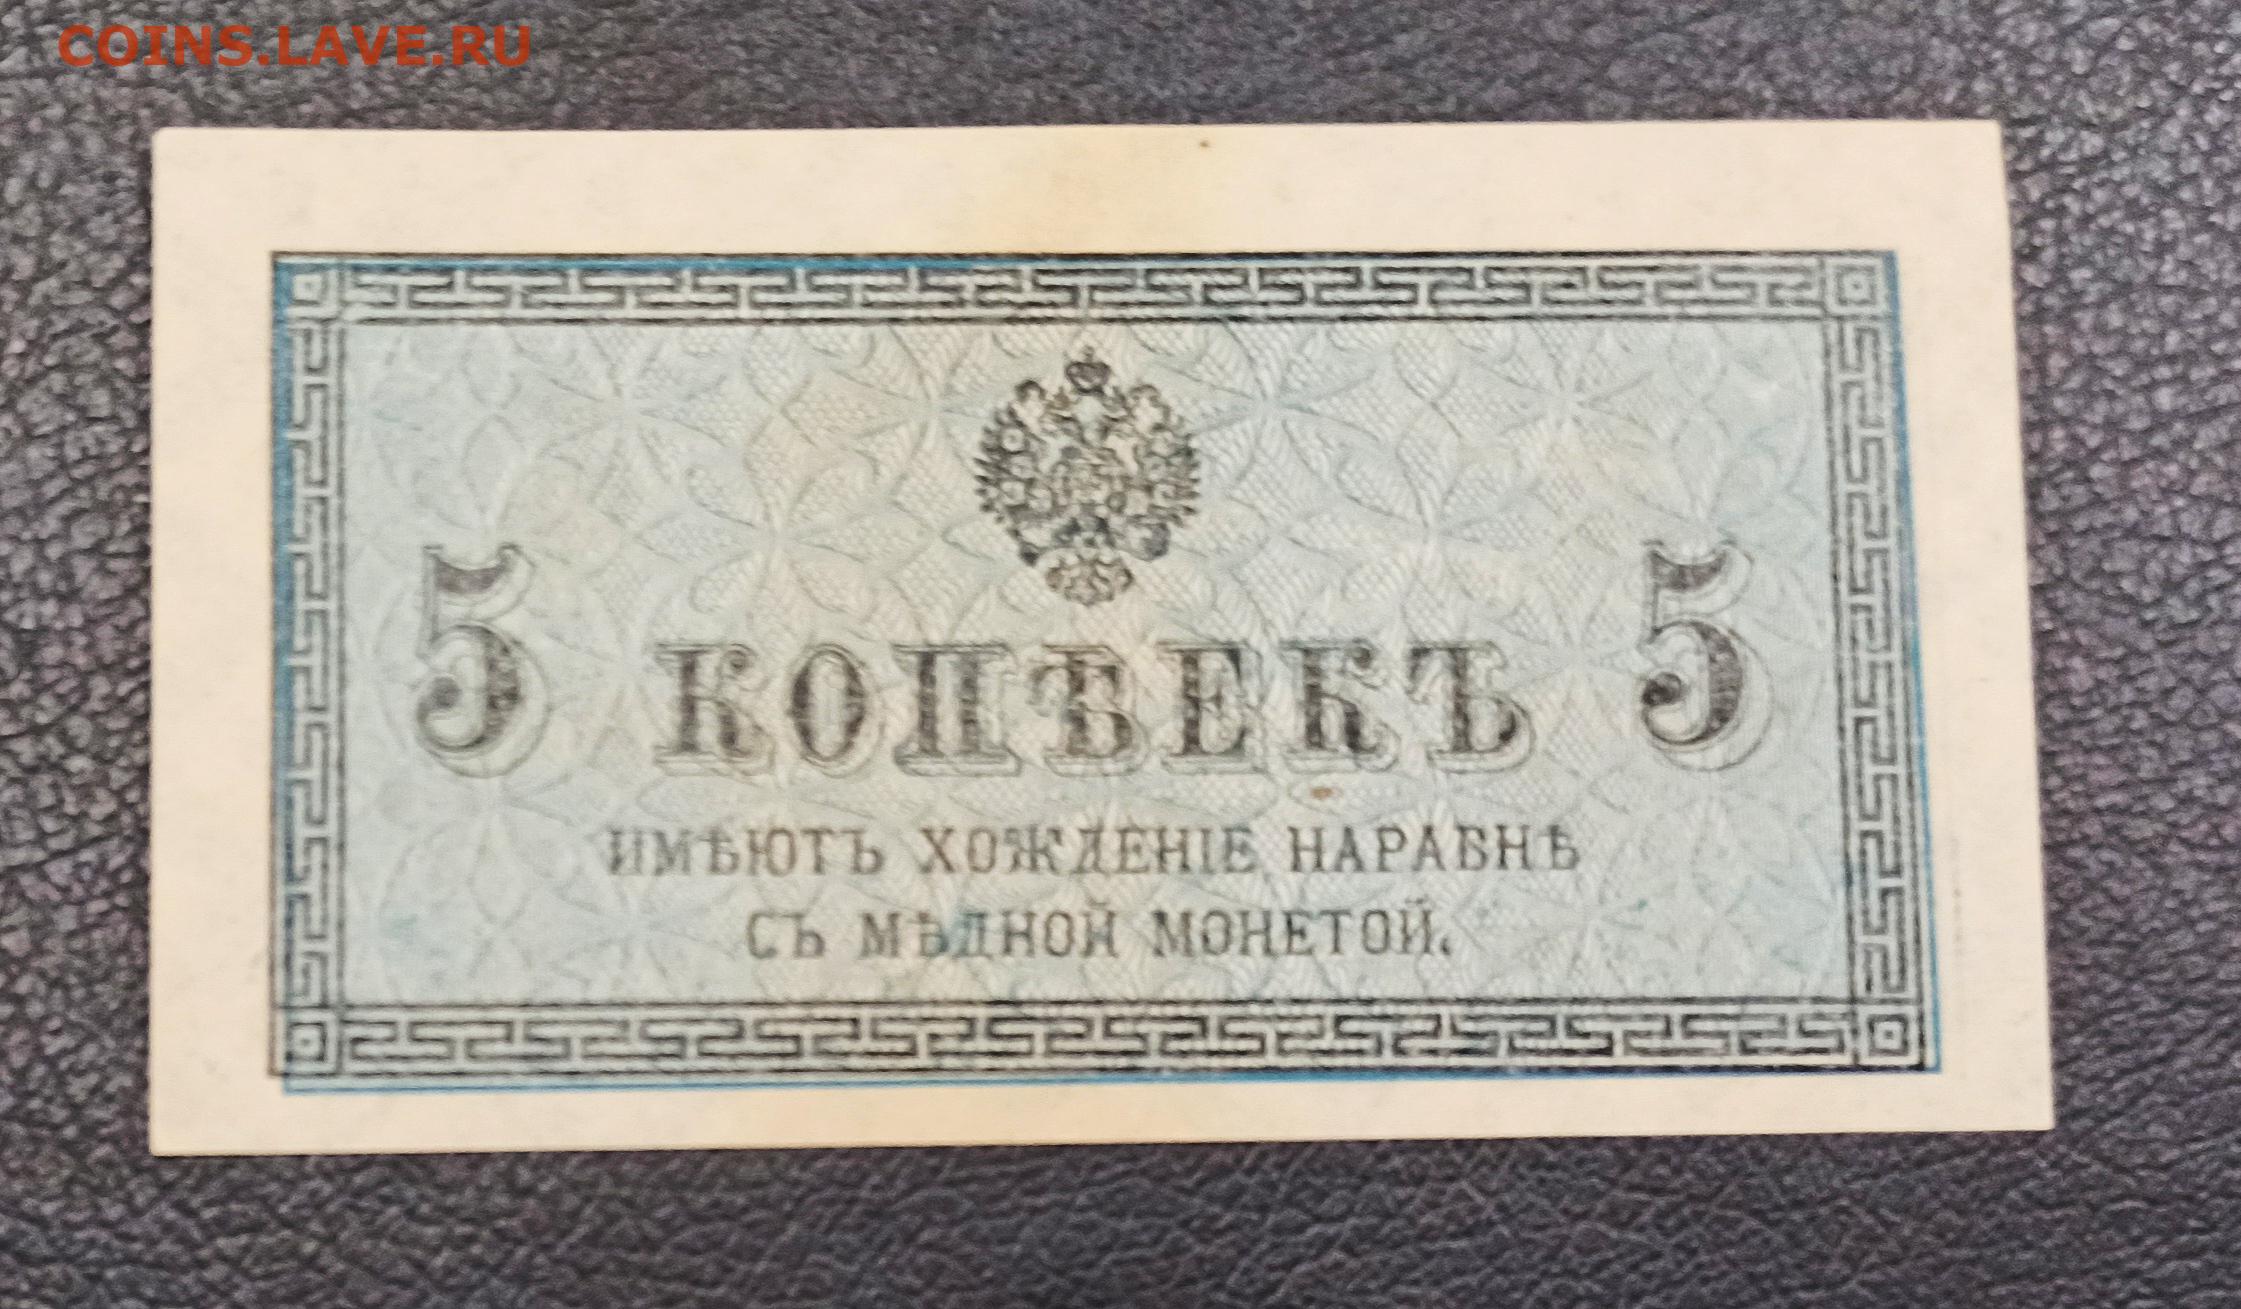 COINS.LAVE.RU
5 КОПѢЕКЪ 5
ИМѢЮТЪ ХОЖДЕНІЕ НАРАВНѢ
СЪ МѢДНОЙ МОНЕТОЙ.